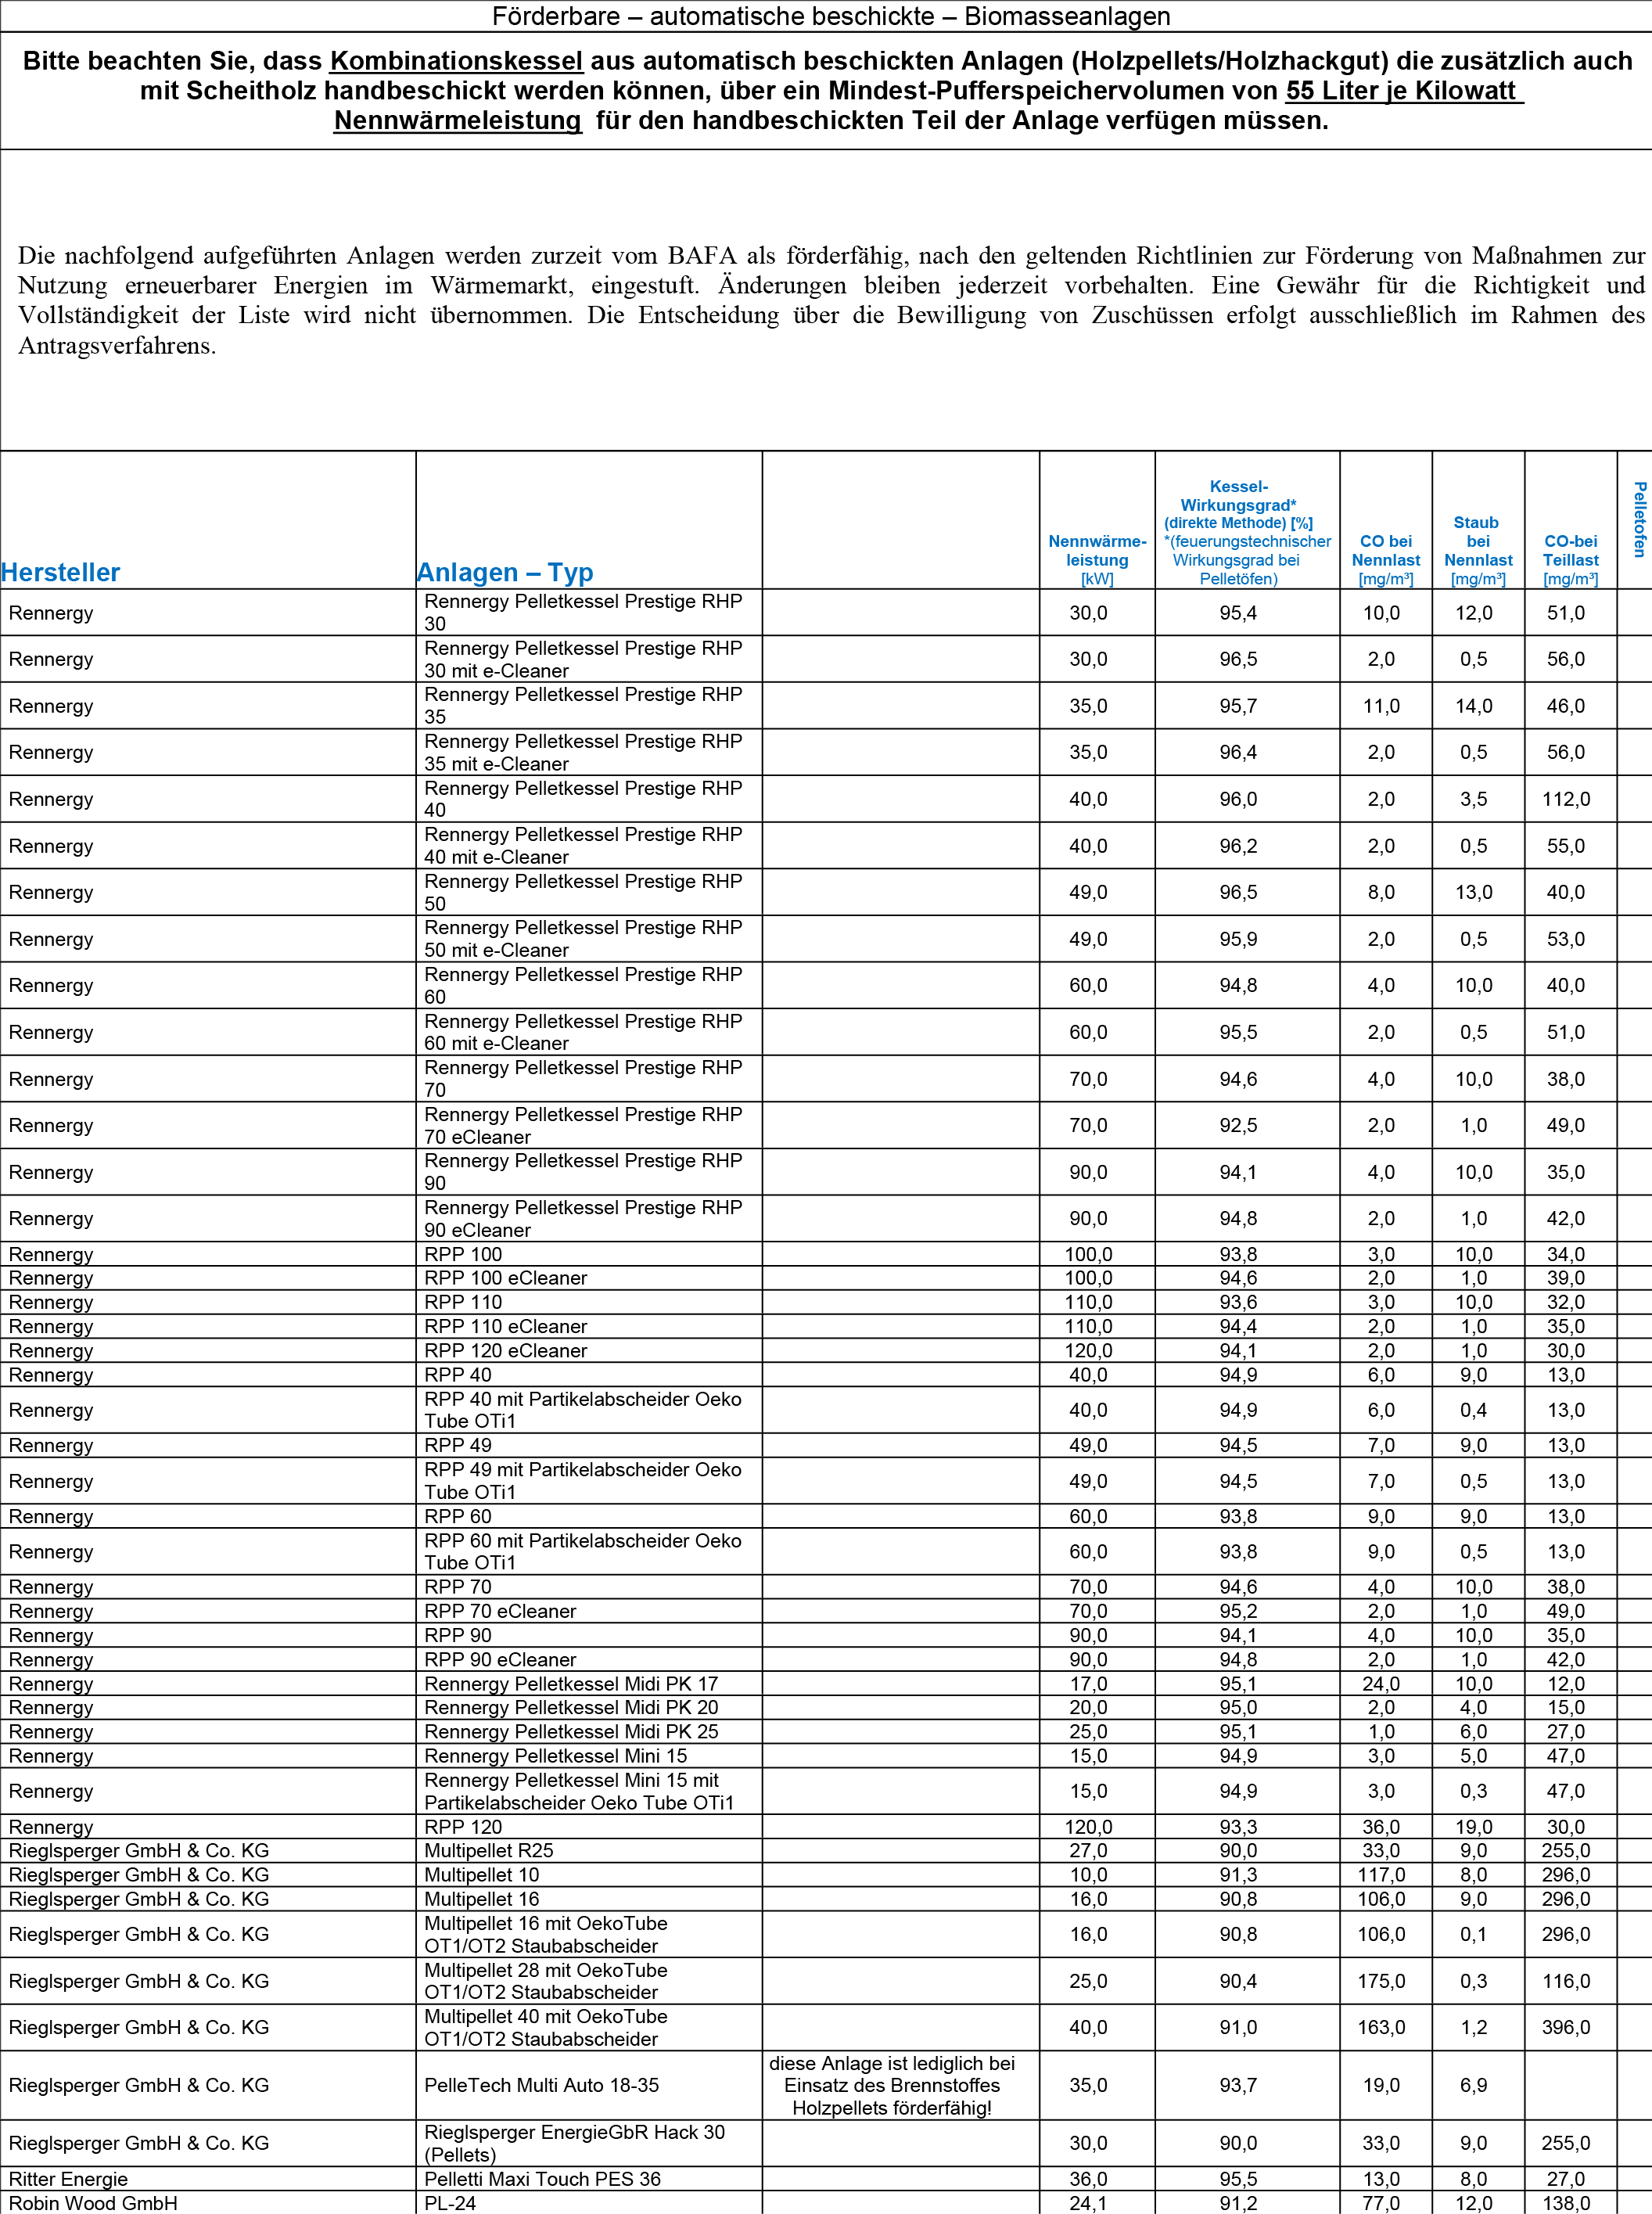 Förderbare – automatische beschickte – Biomasseanlagen
Bitte beachten Sie, dass Kombinationskessel aus automatisch beschickten Anlagen (Holzpellets/Holzhackgut) die zusätzlich auch
mit Scheitholz handbeschickt werden können, über ein Mindest-Pufferspeichervolumen von 55 Liter je Kilowatt
Nennwärmeleistung für den handbeschickten Teil der Anlage verfügen müssen.
Die nachfolgend aufgeführten Anlagen werden zurzeit vom BAFA als förderfähig, nach den geltenden Richtlinien zur Förderung von Maßnahmen zur
Nutzung erneuerbarer Energien im Wärmemarkt, eingestuft. Änderungen bleiben jederzeit vorbehalten. Eine Gewähr für die Richtigkeit und
Vollständigkeit der Liste wird nicht übernommen. Die Entscheidung über die Bewilligung von Zuschüssen erfolgt ausschließlich im Rahmen des
Antragsverfahrens.
Hersteller
Anlagen – Typ
Nennwärme-
leistung
[kW]
Kessel-
Wirkungsgrad*
(direkte Methode) [%]
*(feuerungstechnischer
Wirkungsgrad bei
Pelletöfen)
CO bei
Nennlast
[mg/m³]
Staub
bei
Nennlast
[mg/m³]
CO-bei
Teillast
[mg/m³]
Pelletofen
Rennergy Rennergy Pelletkessel Prestige RHP
30 30,0 95,4 10,0 12,0 51,0
Rennergy Rennergy Pelletkessel Prestige RHP
30 mit e-Cleaner 30,0 96,5 2,0 0,5 56,0
Rennergy Rennergy Pelletkessel Prestige RHP
35 35,0 95,7 11,0 14,0 46,0
Rennergy Rennergy Pelletkessel Prestige RHP
35 mit e-Cleaner 35,0 96,4 2,0 0,5 56,0
Rennergy Rennergy Pelletkessel Prestige RHP
40 40,0 96,0 2,0 3,5 112,0
Rennergy Rennergy Pelletkessel Prestige RHP
40 mit e-Cleaner 40,0 96,2 2,0 0,5 55,0
Rennergy Rennergy Pelletkessel Prestige RHP
50 49,0 96,5 8,0 13,0 40,0
Rennergy Rennergy Pelletkessel Prestige RHP
50 mit e-Cleaner 49,0 95,9 2,0 0,5 53,0
Rennergy Rennergy Pelletkessel Prestige RHP
60 60,0 94,8 4,0 10,0 40,0
Rennergy Rennergy Pelletkessel Prestige RHP
60 mit e-Cleaner 60,0 95,5 2,0 0,5 51,0
Rennergy Rennergy Pelletkessel Prestige RHP
70 70,0 94,6 4,0 10,0 38,0
Rennergy Rennergy Pelletkessel Prestige RHP
70 eCleaner 70,0 92,5 2,0 1,0 49,0
Rennergy Rennergy Pelletkessel Prestige RHP
90 90,0 94,1 4,0 10,0 35,0
Rennergy Rennergy Pelletkessel Prestige RHP
90 eCleaner 90,0 94,8 2,0 1,0 42,0
Rennergy RPP 100 100,0 93,8 3,0 10,0 34,0
Rennergy RPP 100 eCleaner 100,0 94,6 2,0 1,0 39,0
Rennergy RPP 110 110,0 93,6 3,0 10,0 32,0
Rennergy RPP 110 eCleaner 110,0 94,4 2,0 1,0 35,0
Rennergy RPP 120 eCleaner 120,0 94,1 2,0 1,0 30,0
Rennergy RPP 40 40,0 94,9 6,0 9,0 13,0
Rennergy RPP 40 mit Partikelabscheider Oeko
Tube OTi1 40,0 94,9 6,0 0,4 13,0
Rennergy RPP 49 49,0 94,5 7,0 9,0 13,0
Rennergy RPP 49 mit Partikelabscheider Oeko
Tube OTi1 49,0 94,5 7,0 0,5 13,0
Rennergy RPP 60 60,0 93,8 9,0 9,0 13,0
Rennergy RPP 60 mit Partikelabscheider Oeko
Tube OTi1 60,0 93,8 9,0 0,5 13,0
Rennergy RPP 70 70,0 94,6 4,0 10,0 38,0
Rennergy RPP 70 eCleaner 70,0 95,2 2,0 1,0 49,0
Rennergy RPP 90 90,0 94,1 4,0 10,0 35,0
Rennergy RPP 90 eCleaner 90,0 94,8 2,0 1,0 42,0
Rennergy Rennergy Pelletkessel Midi PK 17 17,0 95,1 24,0 10,0 12,0
Rennergy Rennergy Pelletkessel Midi PK 20 20,0 95,0 2,0 4,0 15,0
Rennergy Rennergy Pelletkessel Midi PK 25 25,0 95,1 1,0 6,0 27,0
Rennergy Rennergy Pelletkessel Mini 15 15,0 94,9 3,0 5,0 47,0
Rennergy Rennergy Pelletkessel Mini 15 mit
Partikelabscheider Oeko Tube OTi1 15,0 94,9 3,0 0,3 47,0
Rennergy RPP 120 120,0 93,3 36,0 19,0 30,0
Rieglsperger GmbH & Co. KG Multipellet R25 27,0 90,0 33,0 9,0 255,0
Rieglsperger GmbH & Co. KG Multipellet 10 10,0 91,3 117,0 8,0 296,0
Rieglsperger GmbH & Co. KG Multipellet 16 16,0 90,8 106,0 9,0 296,0
Rieglsperger GmbH & Co. KG Multipellet 16 mit OekoTube
OT1/OT2 Staubabscheider 16,0 90,8 106,0 0,1 296,0
Rieglsperger GmbH & Co. KG Multipellet 28 mit OekoTube
OT1/OT2 Staubabscheider 25,0 90,4 175,0 0,3 116,0
Rieglsperger GmbH & Co. KG Multipellet 40 mit OekoTube
OT1/OT2 Staubabscheider 40,0 91,0 163,0 1,2 396,0
Rieglsperger GmbH & Co. KG PelleTech Multi Auto 18-35 diese Anlage ist lediglich bei
Einsatz des Brennstoffes
Holzpellets förderfähig! 35,0 93,7 19,0 6,9
Rieglsperger GmbH & Co. KG Rieglsperger EnergieGbR Hack 30
(Pellets) 30,0 90,0 33,0 9,0 255,0
Ritter Energie Pelletti Maxi Touch PES 36 36,0 95,5 13,0 8,0 27,0
Robin Wood GmbH PL-24 24,1 91,2 77,0 12,0 138,0